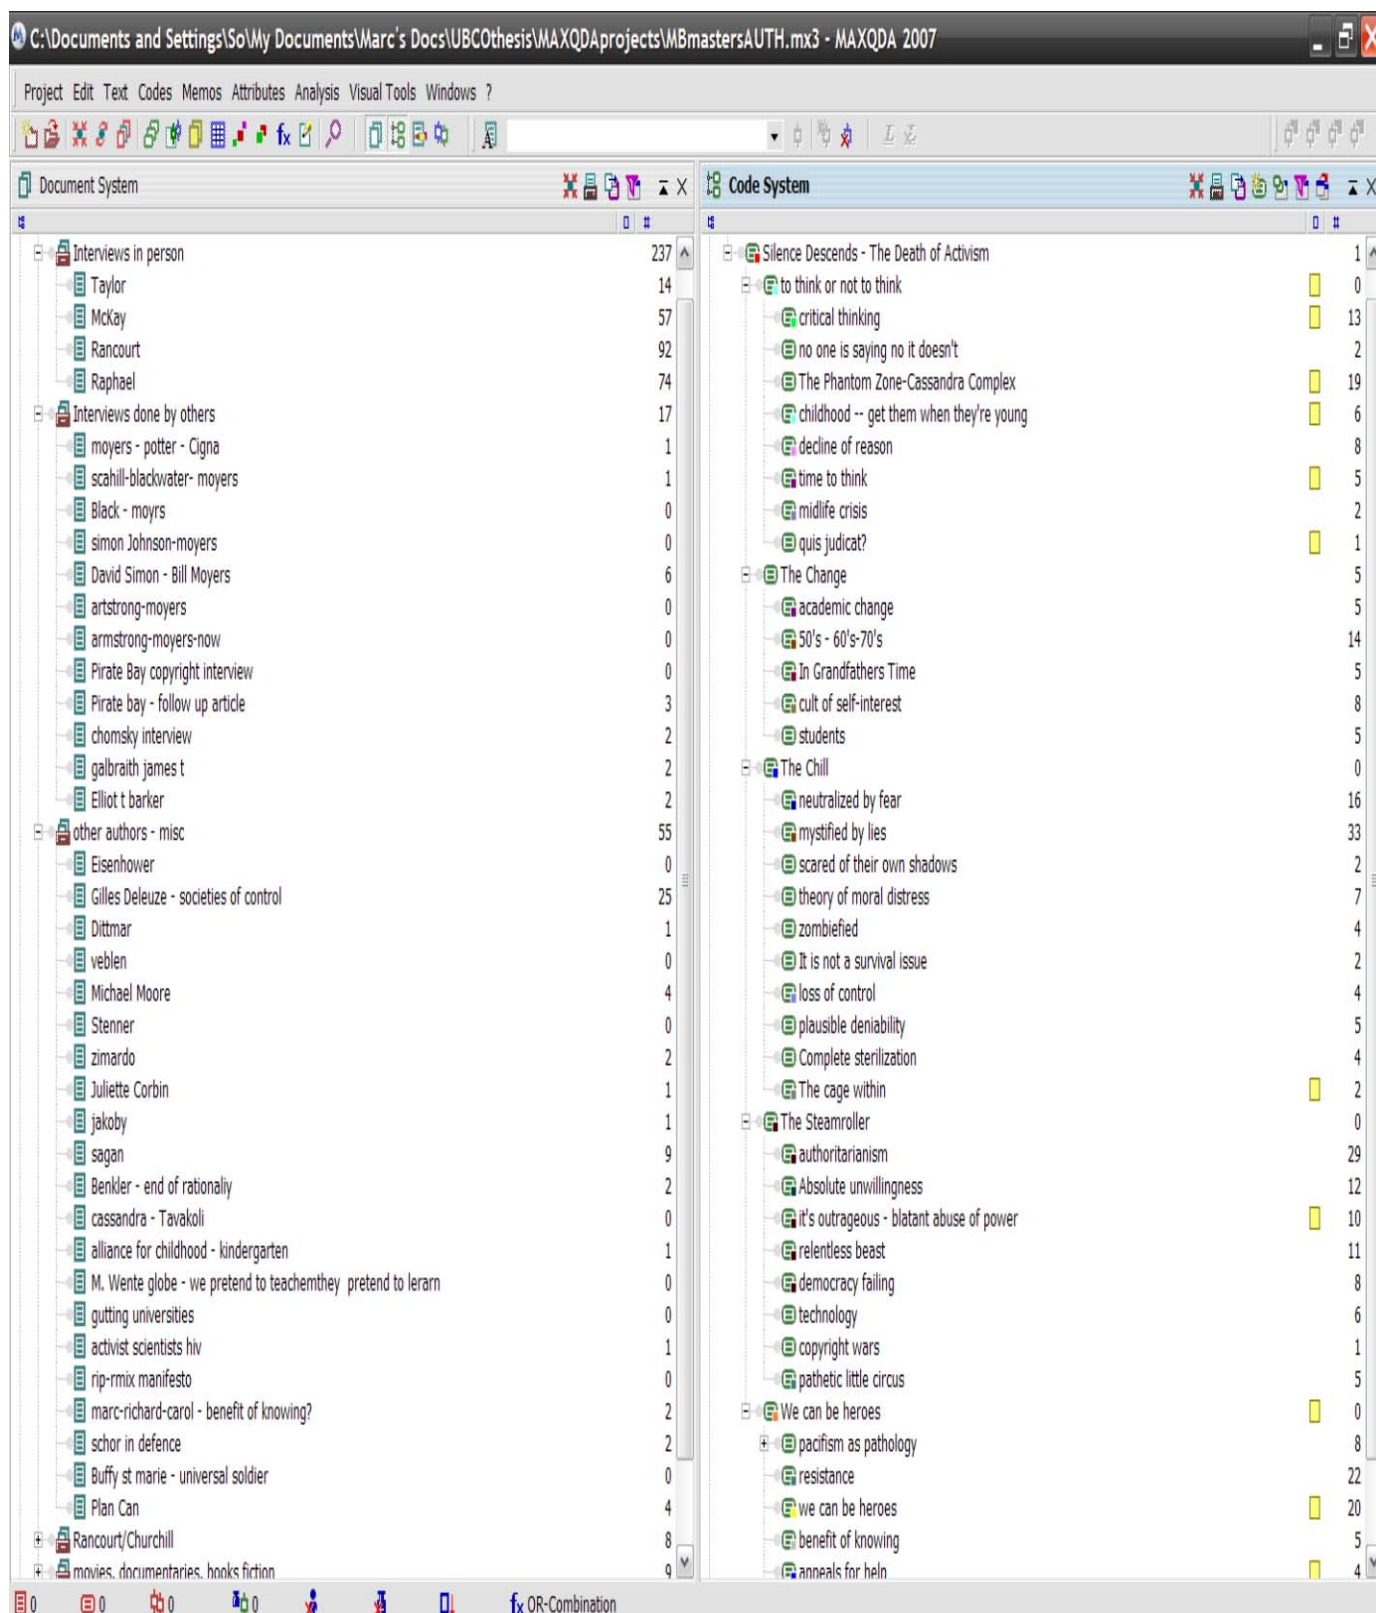 C:\Documents and Settings\So\My Documents\Marc's Docs\UBCOthesis\MAXQDAprojects\MBmastersAUTH.mx3 - MAXQDA 2007
Project Edit Text Codes Memos Attributes Analysis Visual Tools Windows ?
Document System
Interviews in person 237
Taylor 14
McKay 57
Rancourt 92
Raphael 74
Interviews done by others 17
moyers - potter - Cigna 1
scahill-blackwater- moyers 1
Black - moyrs 0
simon Johnson-moyers 0
David Simon - Bill Moyers 6
artstrong-moyers 0
armstrong-moyers-now 0
Pirate Bay copyright interview 0
Pirate bay - follow up article 3
chomsky interview 2
galbraith james t 2
Elliot t barker 2
other authors - misc 55
Eisenhower 0
Gilles Deleuze - societies of control 25
Dittmar 1
veblen 0
Michael Moore 4
Stenner 0
zimardo 2
Juliette Corbin 1
jakoby 1
sagan 9
Benkler - end of rationaliy 2
cassandra - Tavakoli 0
alliance for childhood - kindergarten 1
M. Wente globe - we pretend to teachemthey pretend to lerarn 0
gutting universities 0
activist scientists hiv 1
rip-rmix manifesto 0
marc-richard-carol - benefit of knowing? 2
schor in defence 2
Buffy st marie - universal soldier 0
Plan Can 4
Rancourt/Churchill 8
movies, documentaries, books fiction 9
Code System
Silence Descends - The Death of Activism 1
to think or not to think 0
critical thinking 13
no one is saying no it doesn't 2
The Phantom Zone-Cassandra Complex 19
childhood -- get them when they're young 6
decline of reason 8
time to think 5
midlife crisis 2
quis judicat? 1
The Change 5
academic change 5
50's - 60's-70's 14
In Grandfathers Time 5
cult of self-interest 8
students 5
The Chill 0
neutralized by fear 16
mystified by lies 33
scared of their own shadows 2
theory of moral distress 7
zombiefied 4
It is not a survival issue 2
loss of control 4
plausible deniability 5
Complete sterilization 4
The cage within 2
The Steamroller 0
authoritarianism 29
Absolute unwillingness 12
it's outrageous - blatant abuse of power 10
relentless beast 11
democracy failing 8
technology 6
copyright wars 1
pathetic little circus 5
We can be heroes 0
pacifism as pathology 8
resistance 22
we can be heroes 20
benefit of knowing 5
appeals for help 4
0 0 0 0 fx OR-Combination